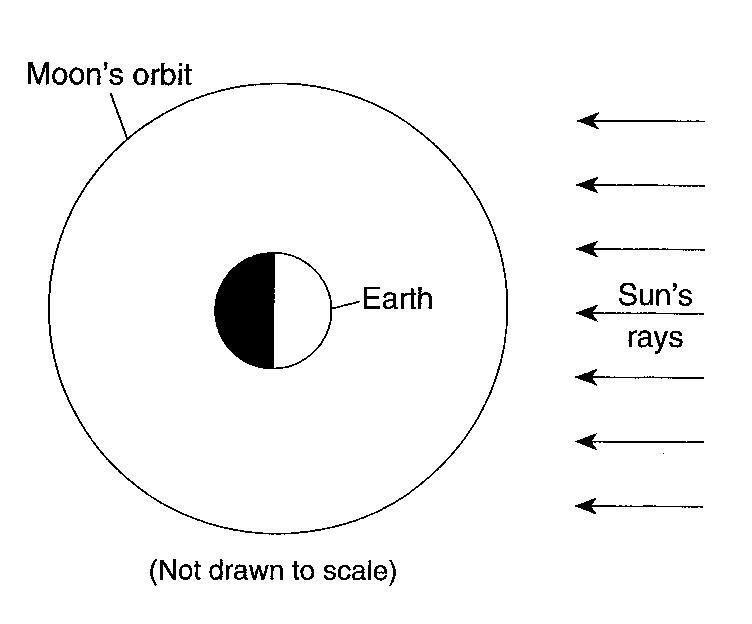 Moon's orbit
Earth
Sun's
rays
(Not drawn to scale)